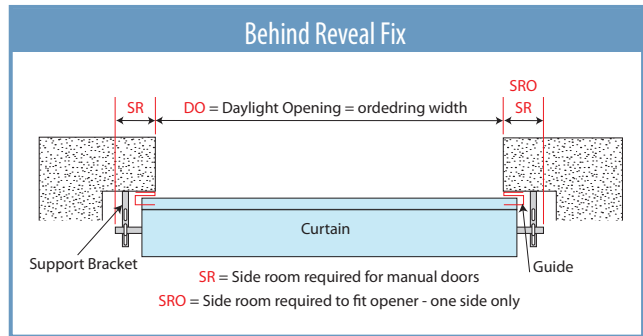 Behind Reveal Fix
SRO
SR
DO = Daylight Opening = ordedring width
SR
Curtain
Support Bracket
Guide
SR = Side room required for manual doors
SRO = Side room required to fit opener - one side only